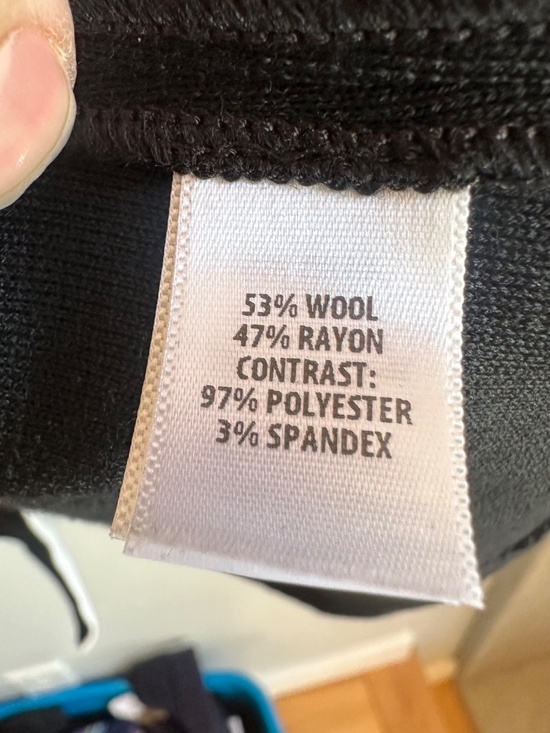 53% WOOL
47% RAYON
CONTRAST:
97% POLYESTER
3% SPANDEX